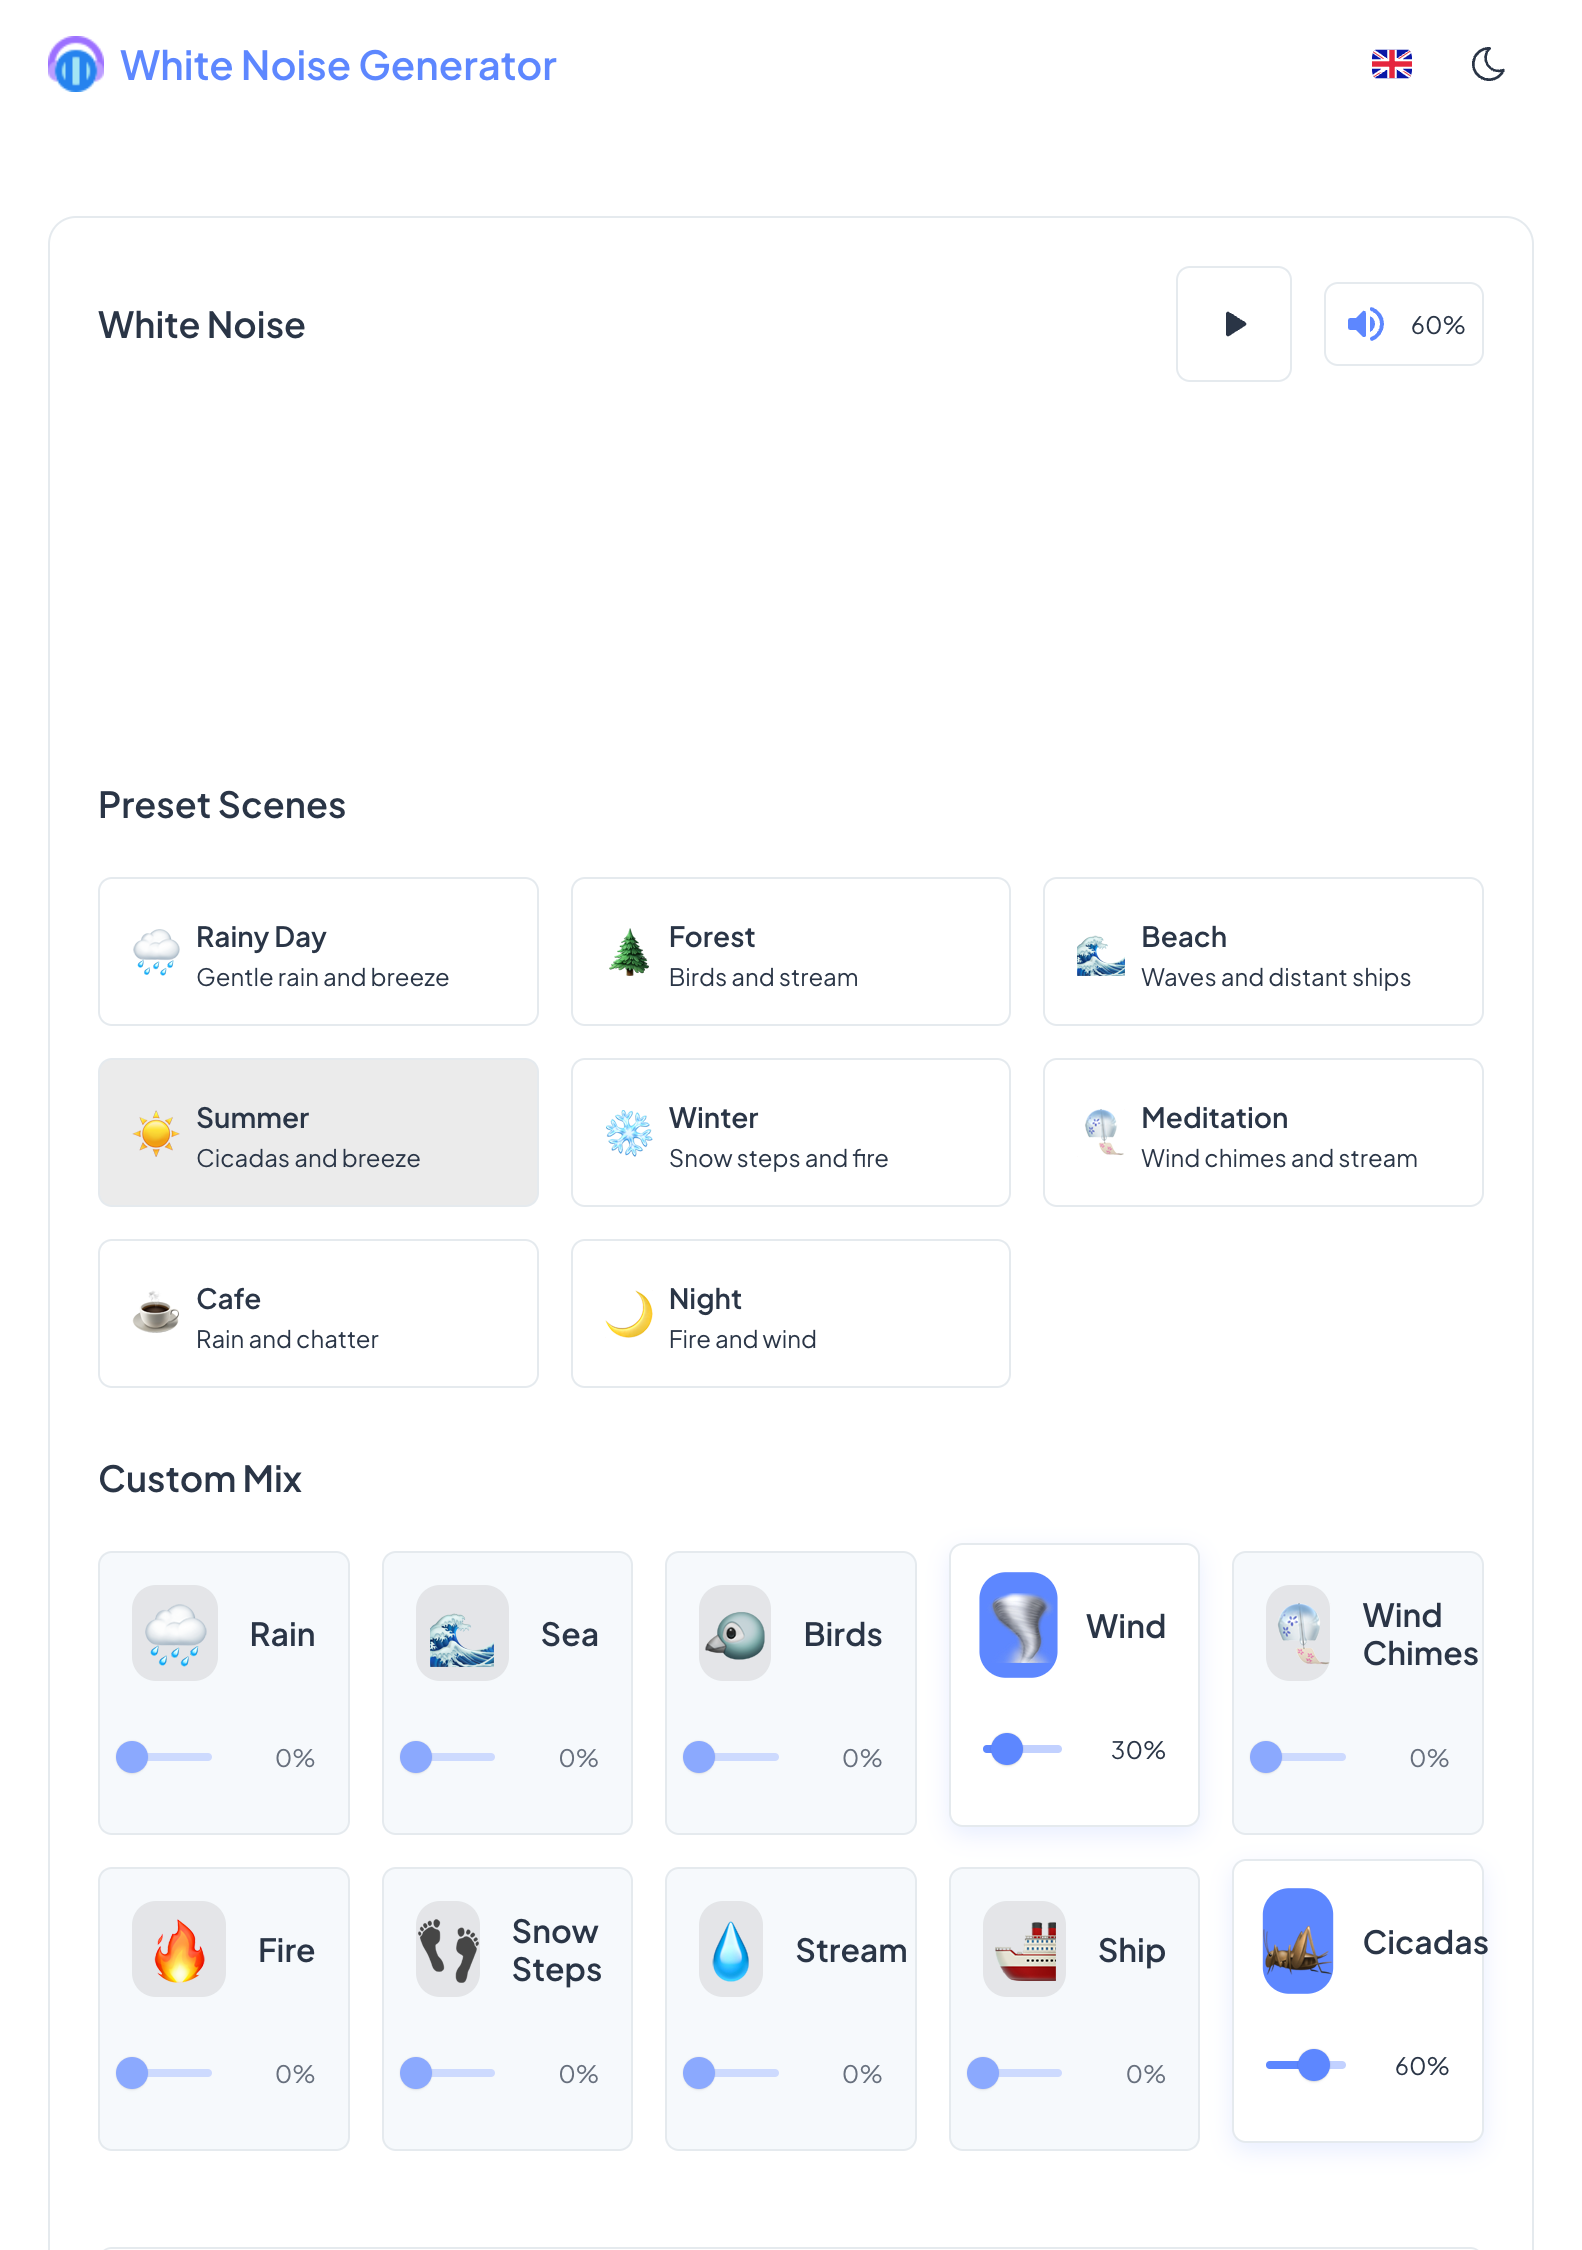 White Noise Generator
White Noise
60%
Preset Scenes
Rainy Day
Gentle rain and breeze
Forest
Birds and stream
Beach
Waves and distant ships
Summer
Cicadas and breeze
Winter
Snow steps and fire
Meditation
Wind chimes and stream
Cafe
Rain and chatter
Night
Fire and wind
Custom Mix
Rain
0%
Sea
0%
Birds
0%
Wind
30%
Wind
Chimes
0%
Fire
0%
Snow
Steps
0%
Stream
0%
Ship
0%
Cicadas
60%